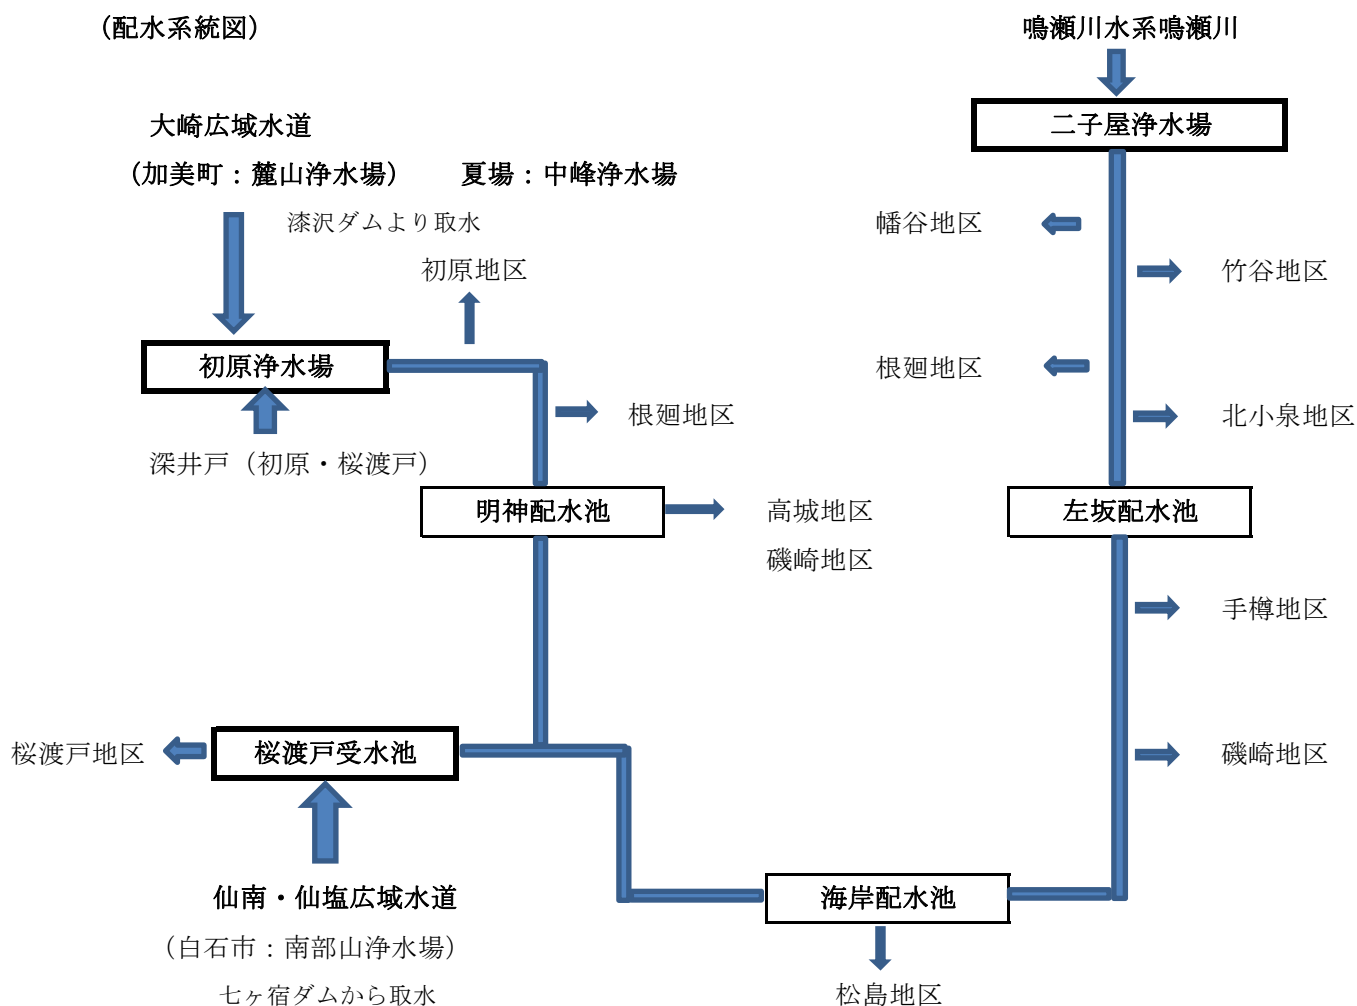 (配水系統図)
鳴瀬川水系鳴瀬川
大崎広域水道
二子屋浄水場
(加美町：麓山浄水場)　夏場：中峰浄水場
漆沢ダムより取水
幡谷地区
初原地区
竹谷地区
初原浄水場
根廻地区
根廻地区
北小泉地区
深井戸（初原・桜渡戸）
明神配水池
高城地区
左坂配水池
磯崎地区
手樽地区
桜渡戸地区
桜渡戸受水池
磯崎地区
仙南・仙塩広域水道
海岸配水池
（白石市：南部山浄水場）
七ヶ宿ダムから取水
松島地区